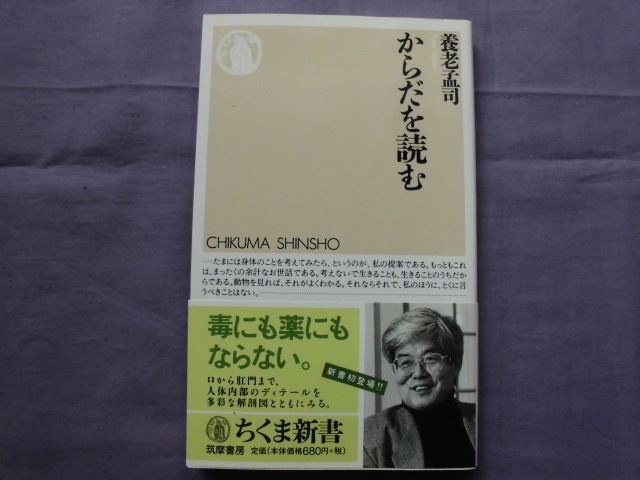 養老孟司
からだを読む
CHIKUMA SHINSHO
……たまには身体のことを考えてみたら、というのが、私の提案である。もっともこれ
は、まったくの余計なお世話である。考えないで生きることも、生きることのうちだか
らである。動物を見れば、それがよくわかる。それならそれで、私のほうに、とくに言
うべきことはない。……
毒にも薬にも
ならない。
新書初登場!!
口から肛門まで、
人体内部のディテールを
多彩な解剖図とともにみる。
ちくま新書
筑摩書房 定価(本体価格680円+税)